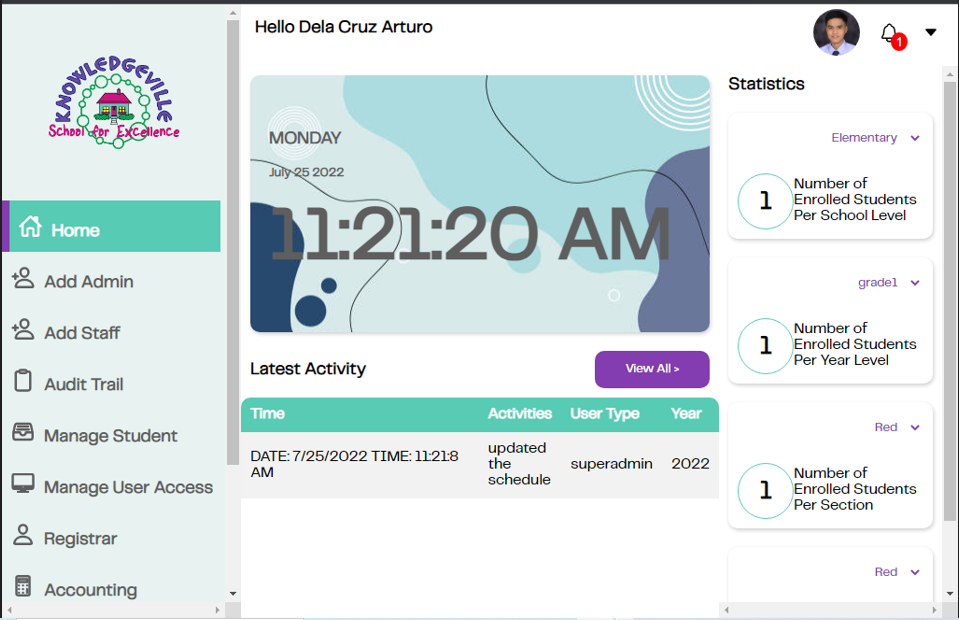 KNOWLEDGEVILLE
School for Excellence
Home
Add Admin
Add Staff
Audit Trail
Manage Student
Manage User Access
Registrar
Accounting
Hello Dela Cruz Arturo
1
MONDAY
July 25 2022
11:21:20 AM
Latest Activity
View All >
Time Activities User Type Year
DATE: 7/25/2022 TIME: 11:21:8
AM
updated
the
schedule
superadmin
2022
Statistics
Elementary
1
Number of
Enrolled Students
Per School Level
grade1
1
Number of
Enrolled Students
Per Year Level
Red
1
Number of
Enrolled Students
Per Section
Red